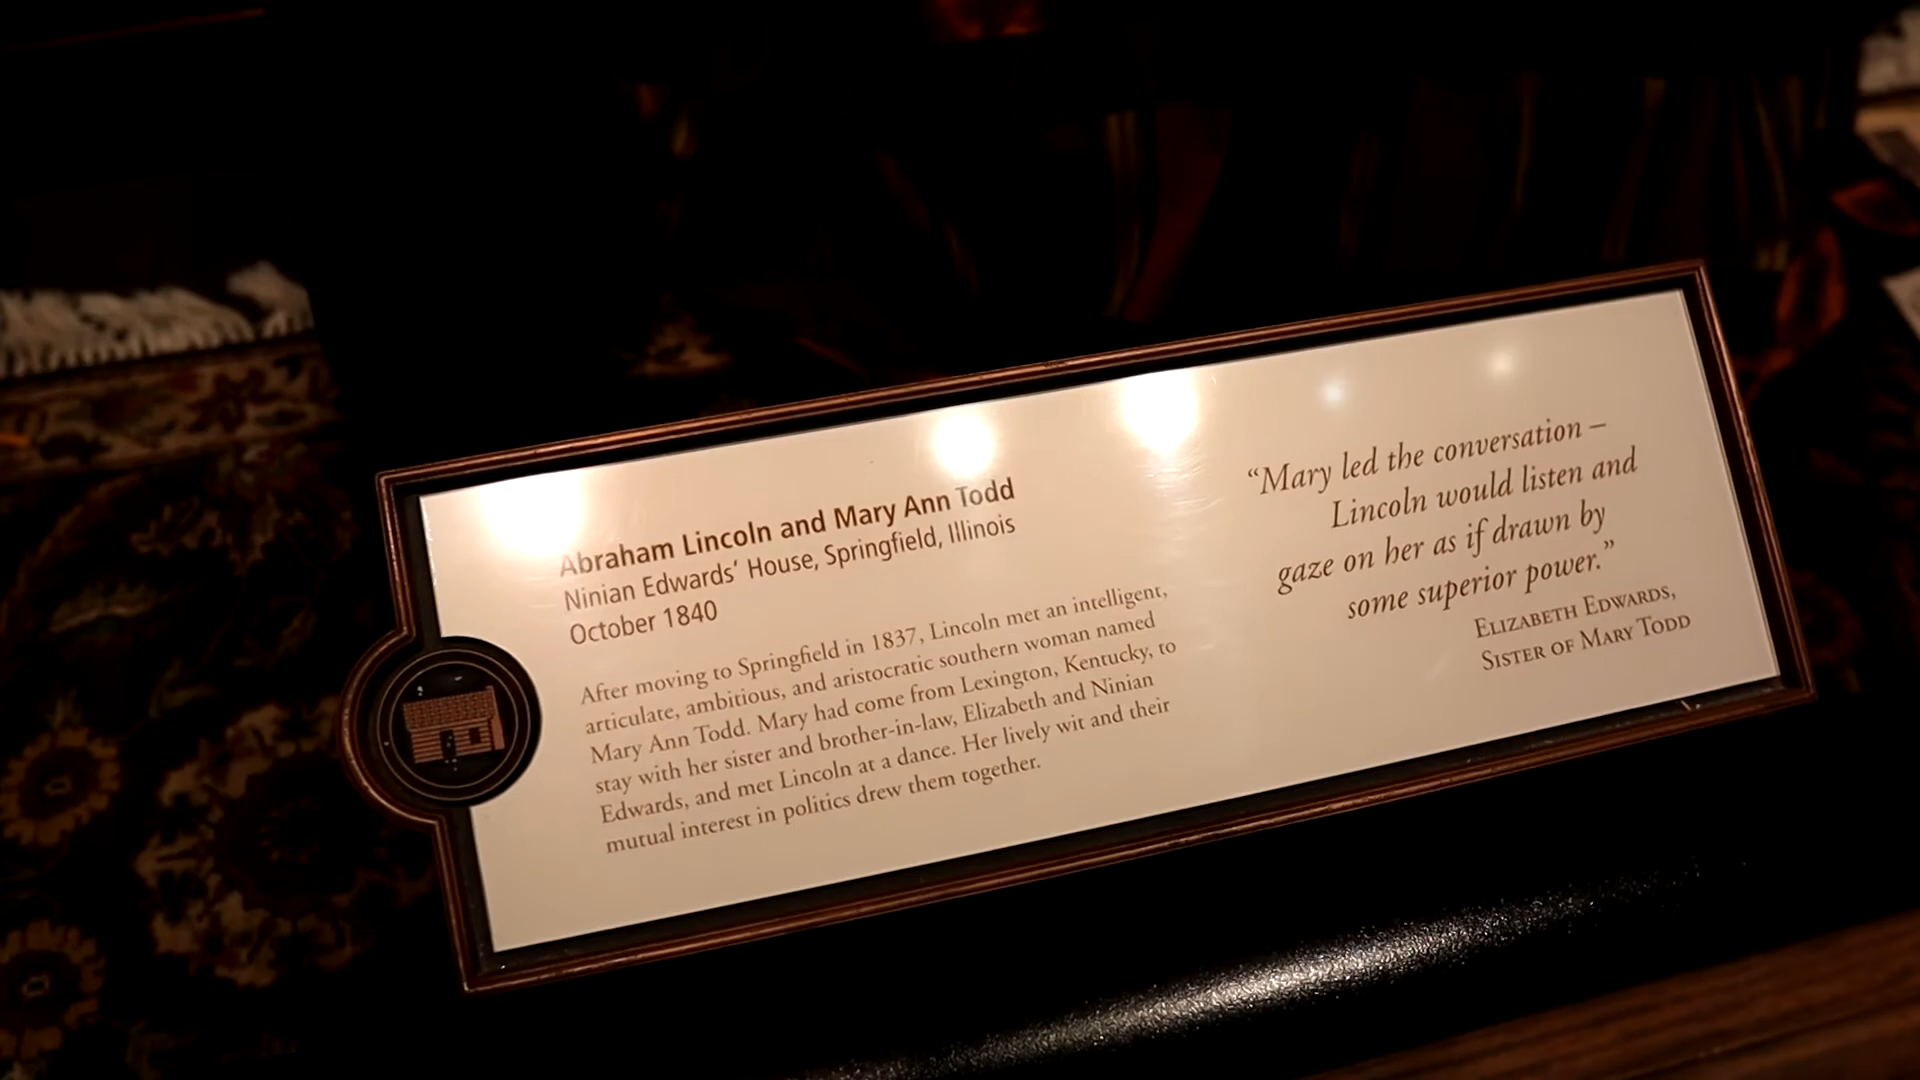 Abraham Lincoln and Mary Ann Todd
Ninian Edwards' House, Springfield, Illinois
October 1840
After moving to Springfield in 1837, Lincoln met an intelligent,
articulate, ambitious, and aristocratic southern woman named
Mary Ann Todd. Mary had come from Lexington, Kentucky, to
stay with her sister and brother-in-law, Elizabeth and Ninian
Edwards, and met Lincoln at a dance. Her lively wit and their
mutual interest in politics drew them together.
“Mary led the conversation –
Lincoln would listen and
gaze on her as if drawn by
some superior power.”
ELIZABETH EDWARDS,
SISTER OF MARY TODD